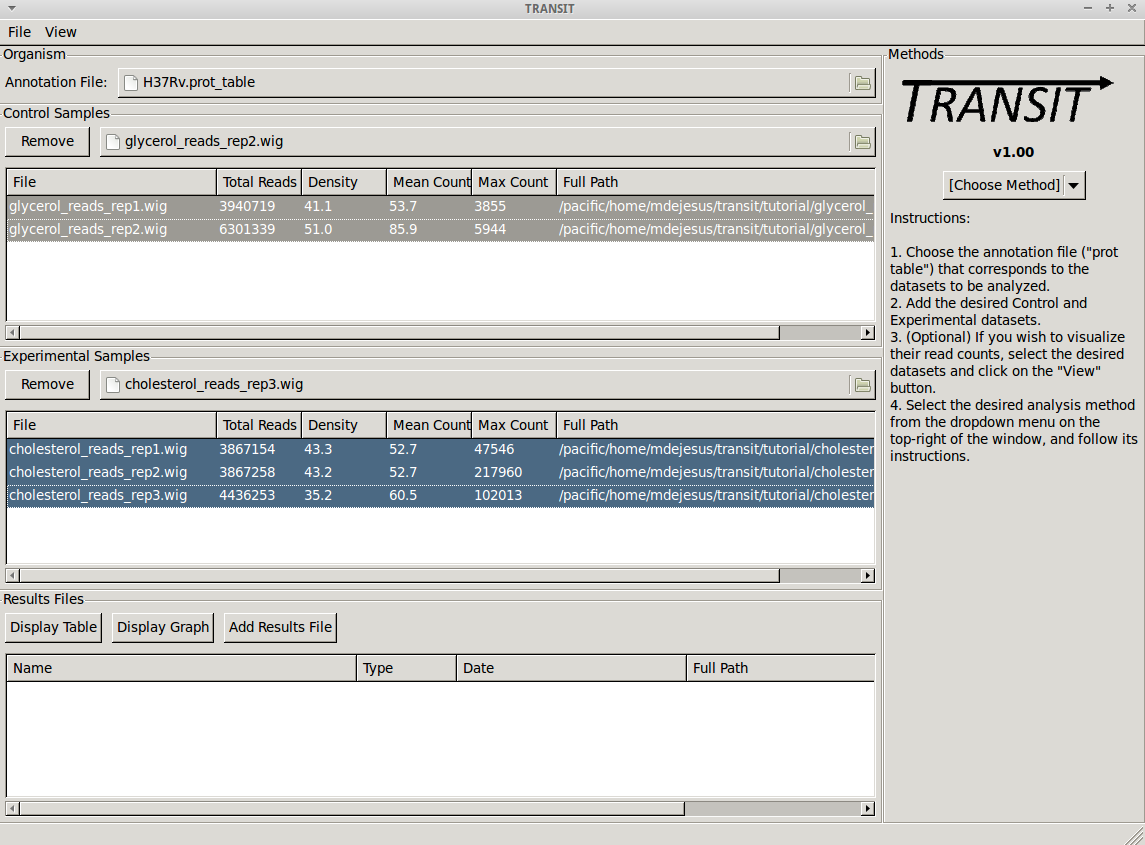 TRANSIT
File View
Organism
Annotation File: H37Rv.prot_table
Control Samples
Remove glycerol_reads_rep2.wig
File Total Reads Density Mean Count Max Count Full Path
glycerol_reads_rep1.wig 3940719 41.1 53.7 3855 /pacific/home/mdejesus/transit/tutorial/glycerol_
glycerol_reads_rep2.wig 6301339 51.0 85.9 5944 /pacific/home/mdejesus/transit/tutorial/glycerol_
Experimental Samples
Remove cholesterol_reads_rep3.wig
File Total Reads Density Mean Count Max Count Full Path
cholesterol_reads_rep1.wig 3867154 43.3 52.7 47546 /pacific/home/mdejesus/transit/tutorial/cholester
cholesterol_reads_rep2.wig 3867258 43.2 52.7 217960 /pacific/home/mdejesus/transit/tutorial/cholester
cholesterol_reads_rep3.wig 4436253 35.2 60.5 102013 /pacific/home/mdejesus/transit/tutorial/cholester
Results Files
Display Table Display Graph Add Results File
Name Type Date Full Path
Methods
TRANSIT
v1.00
[Choose Method]
Instructions:
1. Choose the annotation file ("prot
table") that corresponds to the
datasets to be analyzed.
2. Add the desired Control and
Experimental datasets.
3. (Optional) If you wish to visualize
their read counts, select the desired
datasets and click on the "View"
button.
4. Select the desired analysis method
from the dropdown menu on the
top-right of the window, and follow its
instructions.